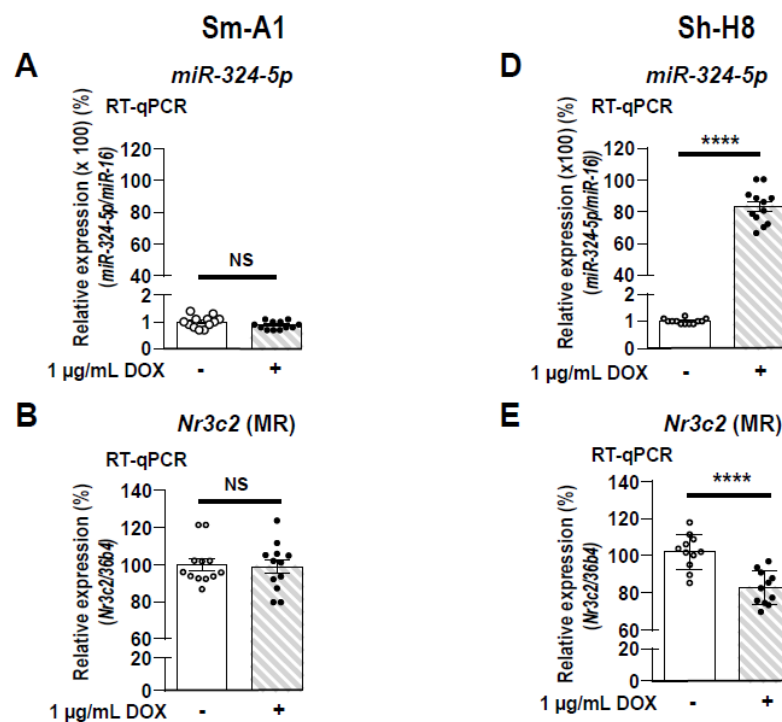 Sm-A1
A
miR-324-5p
RT-qPCR
Relative expression (x 100) (%)
(miR-324-5p/miR-16)
120
100
80
60
40
2
1
0
NS
1 µg/mL DOX - +
B
Nr3c2 (MR)
RT-qPCR
Relative expression (%)
(Nr3c2/36b4)
140
120
100
80
60
20
0
NS
1 µg/mL DOX - +
Sh-H8
D
miR-324-5p
RT-qPCR
Relative expression (x100) (%)
(miR-324-5p/miR-16))
120
100
80
60
40
2
1
0
****
1 µg/mL DOX - +
E
Nr3c2 (MR)
RT-qPCR
Relative expression (%)
(Nr3c2/36b4)
140
120
100
80
60
20
0
****
1 µg/mL DOX - +